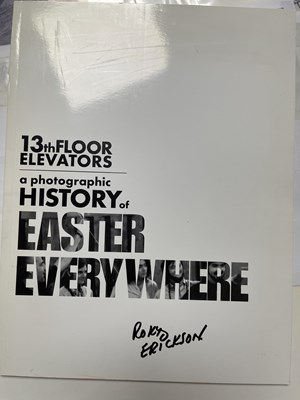 13thFLOOR
ELEVATORS
a photographic
HISTORY of
EASTER
EVERYWHERE
ROKY
ERICKSON